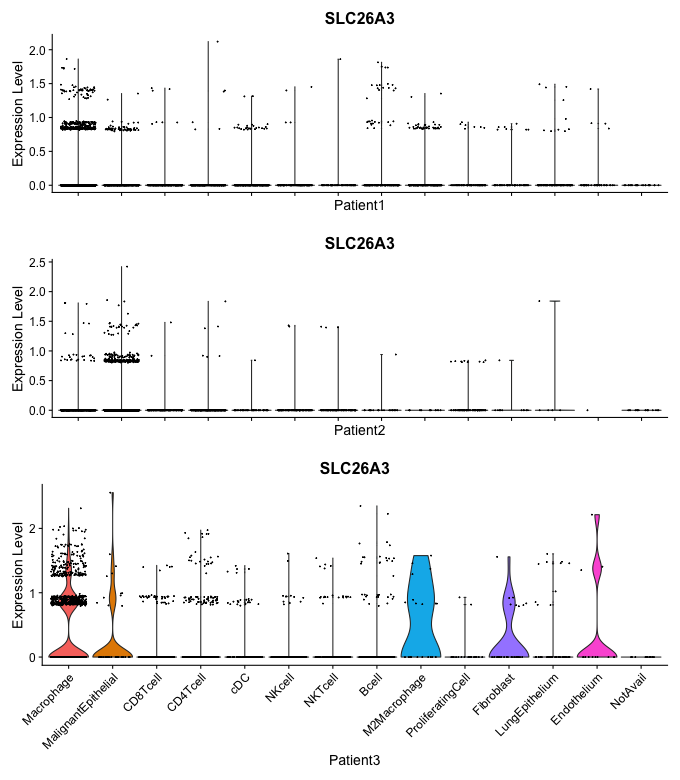 SLC26A3
Expression Level
2.0
1.5
1.0
0.5
0.0
Patient1
SLC26A3
Expression Level
2.5
2.0
1.5
1.0
0.5
0.0
Patient2
SLC26A3
Expression Level
2
1
0
Macrophage
MalignantEpithelial
CD8Tcell
CD4Tcell
cDC
NKcell
NKTcell
Bcell
M2Macrophage
ProliferatingCell
Fibroblast
LungEpithelium
Endothelium
NotAvail
Patient3